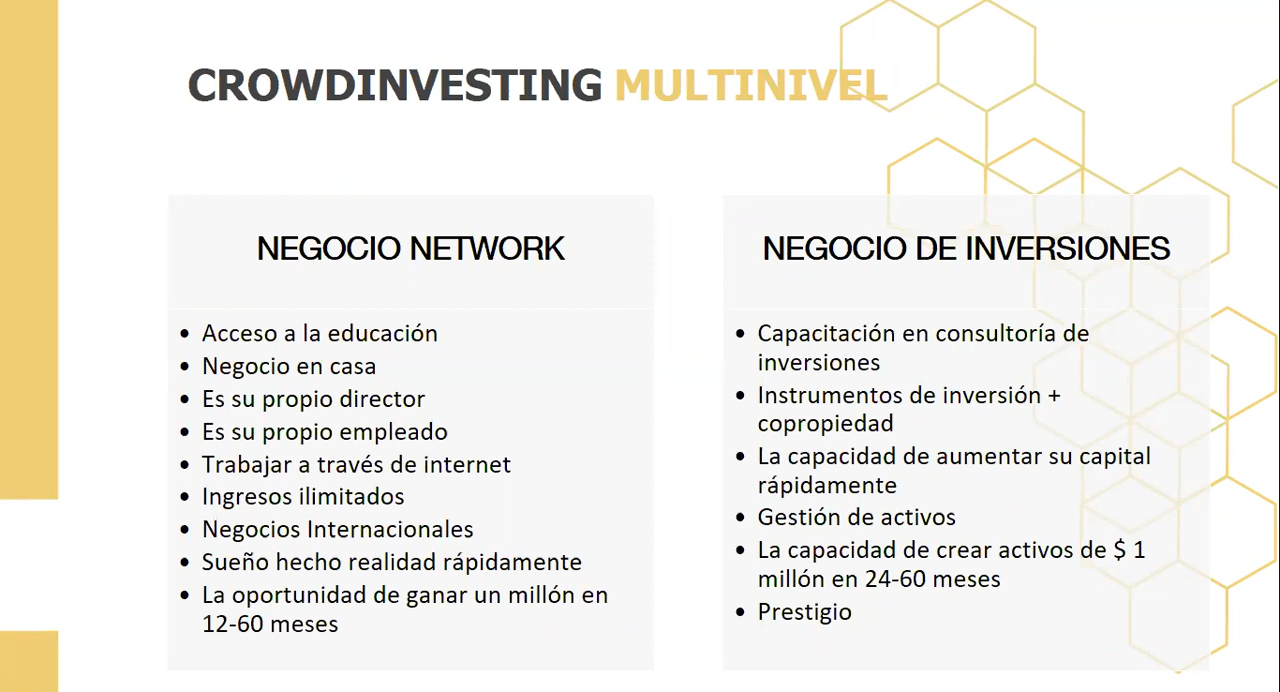 CROWDINVESTING MULTINIVEL
NEGOCIO NETWORK
• Acceso a la educación
• Negocio en casa
• Es su propio director
• Es su propio empleado
• Trabajar a través de internet
• Ingresos ilimitados
• Negocios Internacionales
• Sueño hecho realidad rápidamente
• La oportunidad de ganar un millón en
12-60 meses
NEGOCIO DE INVERSIONES
• Capacitación en consultoría de
inversiones
• Instrumentos de inversión +
copropiedad
• La capacidad de aumentar su capital
rápidamente
• Gestión de activos
• La capacidad de crear activos de $ 1
millón en 24-60 meses
• Prestigio